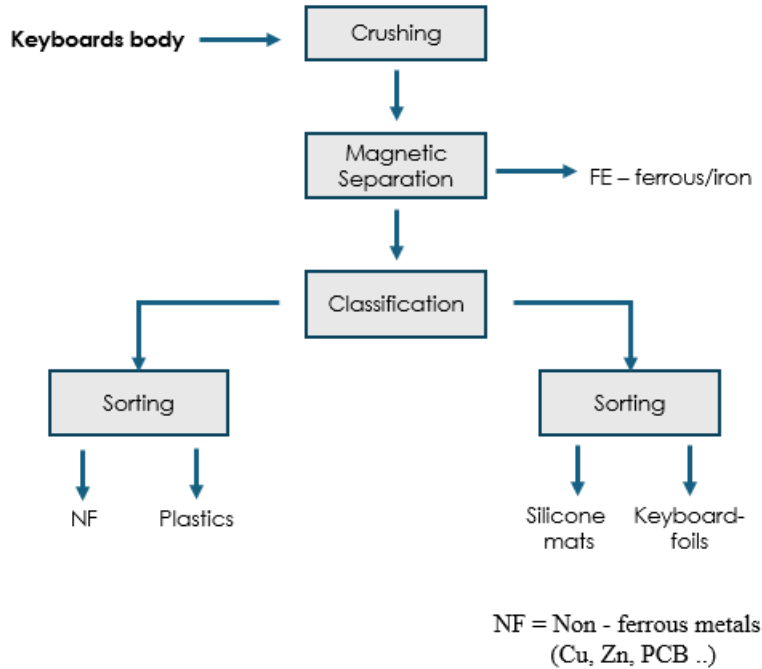 Keyboards body
Crushing
Magnetic
Separation
FE – ferrous/iron
Classification
Sorting
Sorting
NF
Plastics
Silicone
mats
Keyboard-
foils
NF = Non - ferrous metals
(Cu, Zn, PCB ..)